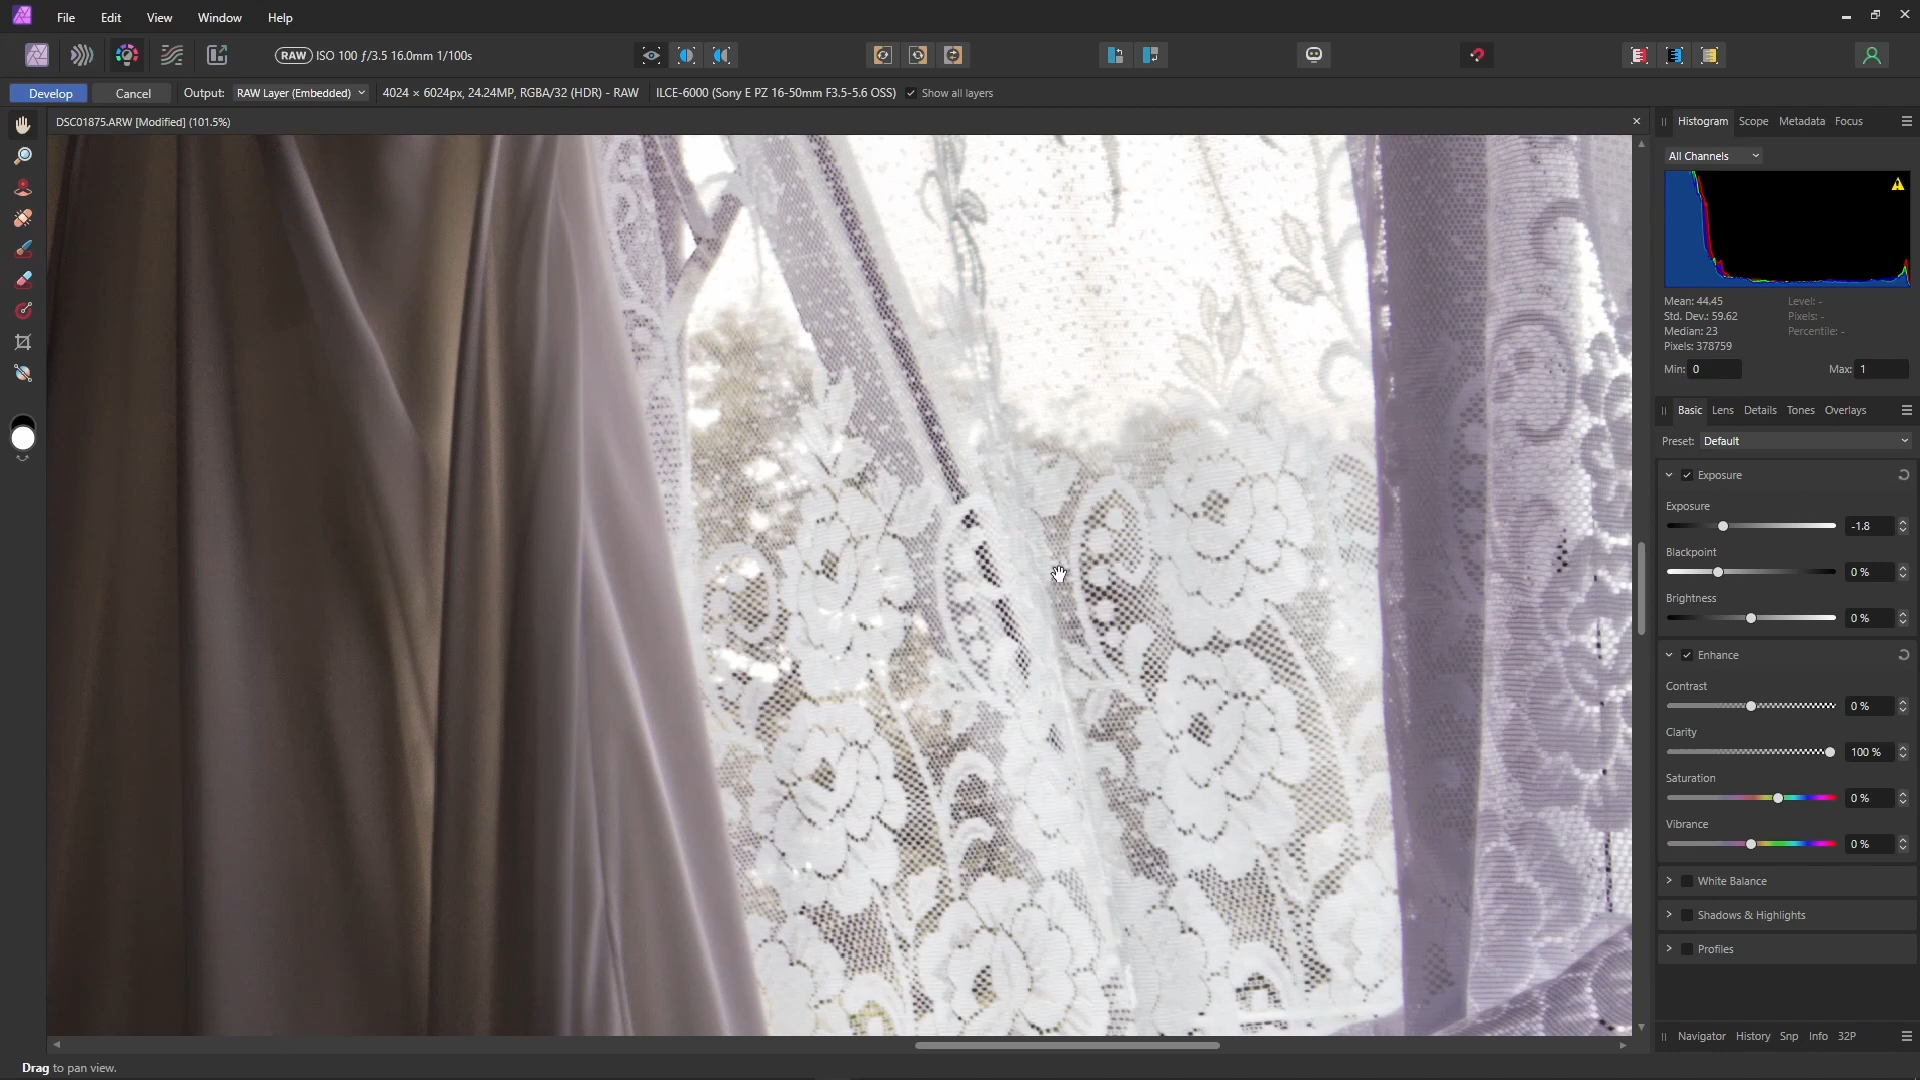 File Edit View Window Help
RAW ISO 100 ƒ/3.5 16.0mm 1/100s
Develop Cancel Output: RAW Layer (Embedded) 4024 × 6024px, 24.24MP, RGBA/32 (HDR) - RAW ILCE-6000 (Sony E PZ 16-50mm F3.5-5.6 OSS) Show all layers
DSC01875.ARW [Modified] (101.5%)
Histogram Scope Metadata Focus
All Channels
Mean: 44.45 Level: -
Std. Dev.: 59.62 Pixels: -
Median: 23 Percentile: -
Pixels: 378759
Min: 0 Max: 1
Basic Lens Details Tones Overlays
Preset: Default
Exposure
Exposure
-1.8
Blackpoint
0 %
Brightness
0 %
Enhance
Contrast
0 %
Clarity
100 %
Saturation
0 %
Vibrance
0 %
White Balance
Shadows & Highlights
Profiles
Navigator History Snp Info 32P
Drag to pan view.